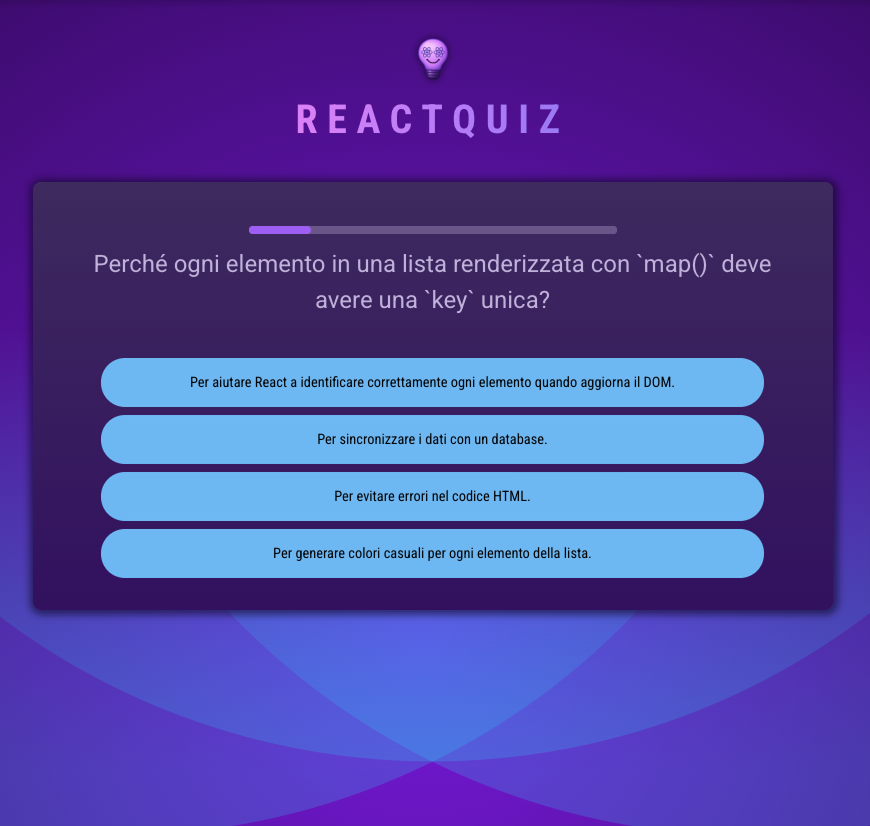 REACTQUIZ
Perché ogni elemento in una lista renderizzata con `map()` deve
avere una `key` unica?
Per aiutare React a identificare correttamente ogni elemento quando aggiorna il DOM.
Per sincronizzare i dati con un database.
Per evitare errori nel codice HTML.
Per generare colori casuali per ogni elemento della lista.